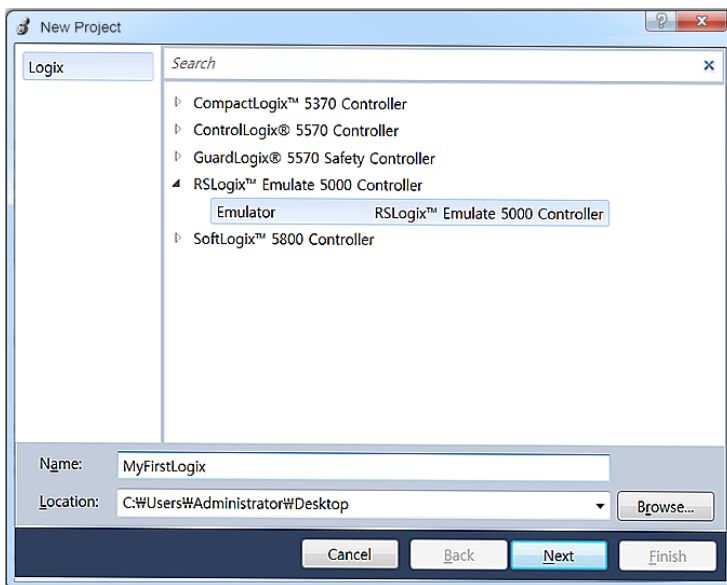 New Project
Logix
Search
CompactLogix™ 5370 Controller
ControlLogix® 5570 Controller
GuardLogix® 5570 Safety Controller
RSLogix™ Emulate 5000 Controller
Emulator RSLogix™ Emulate 5000 Controller
SoftLogix™ 5800 Controller
Name: MyFirstLogix
Location: C:₩Users₩Administrator₩Desktop Browse...
Cancel Back Next Finish